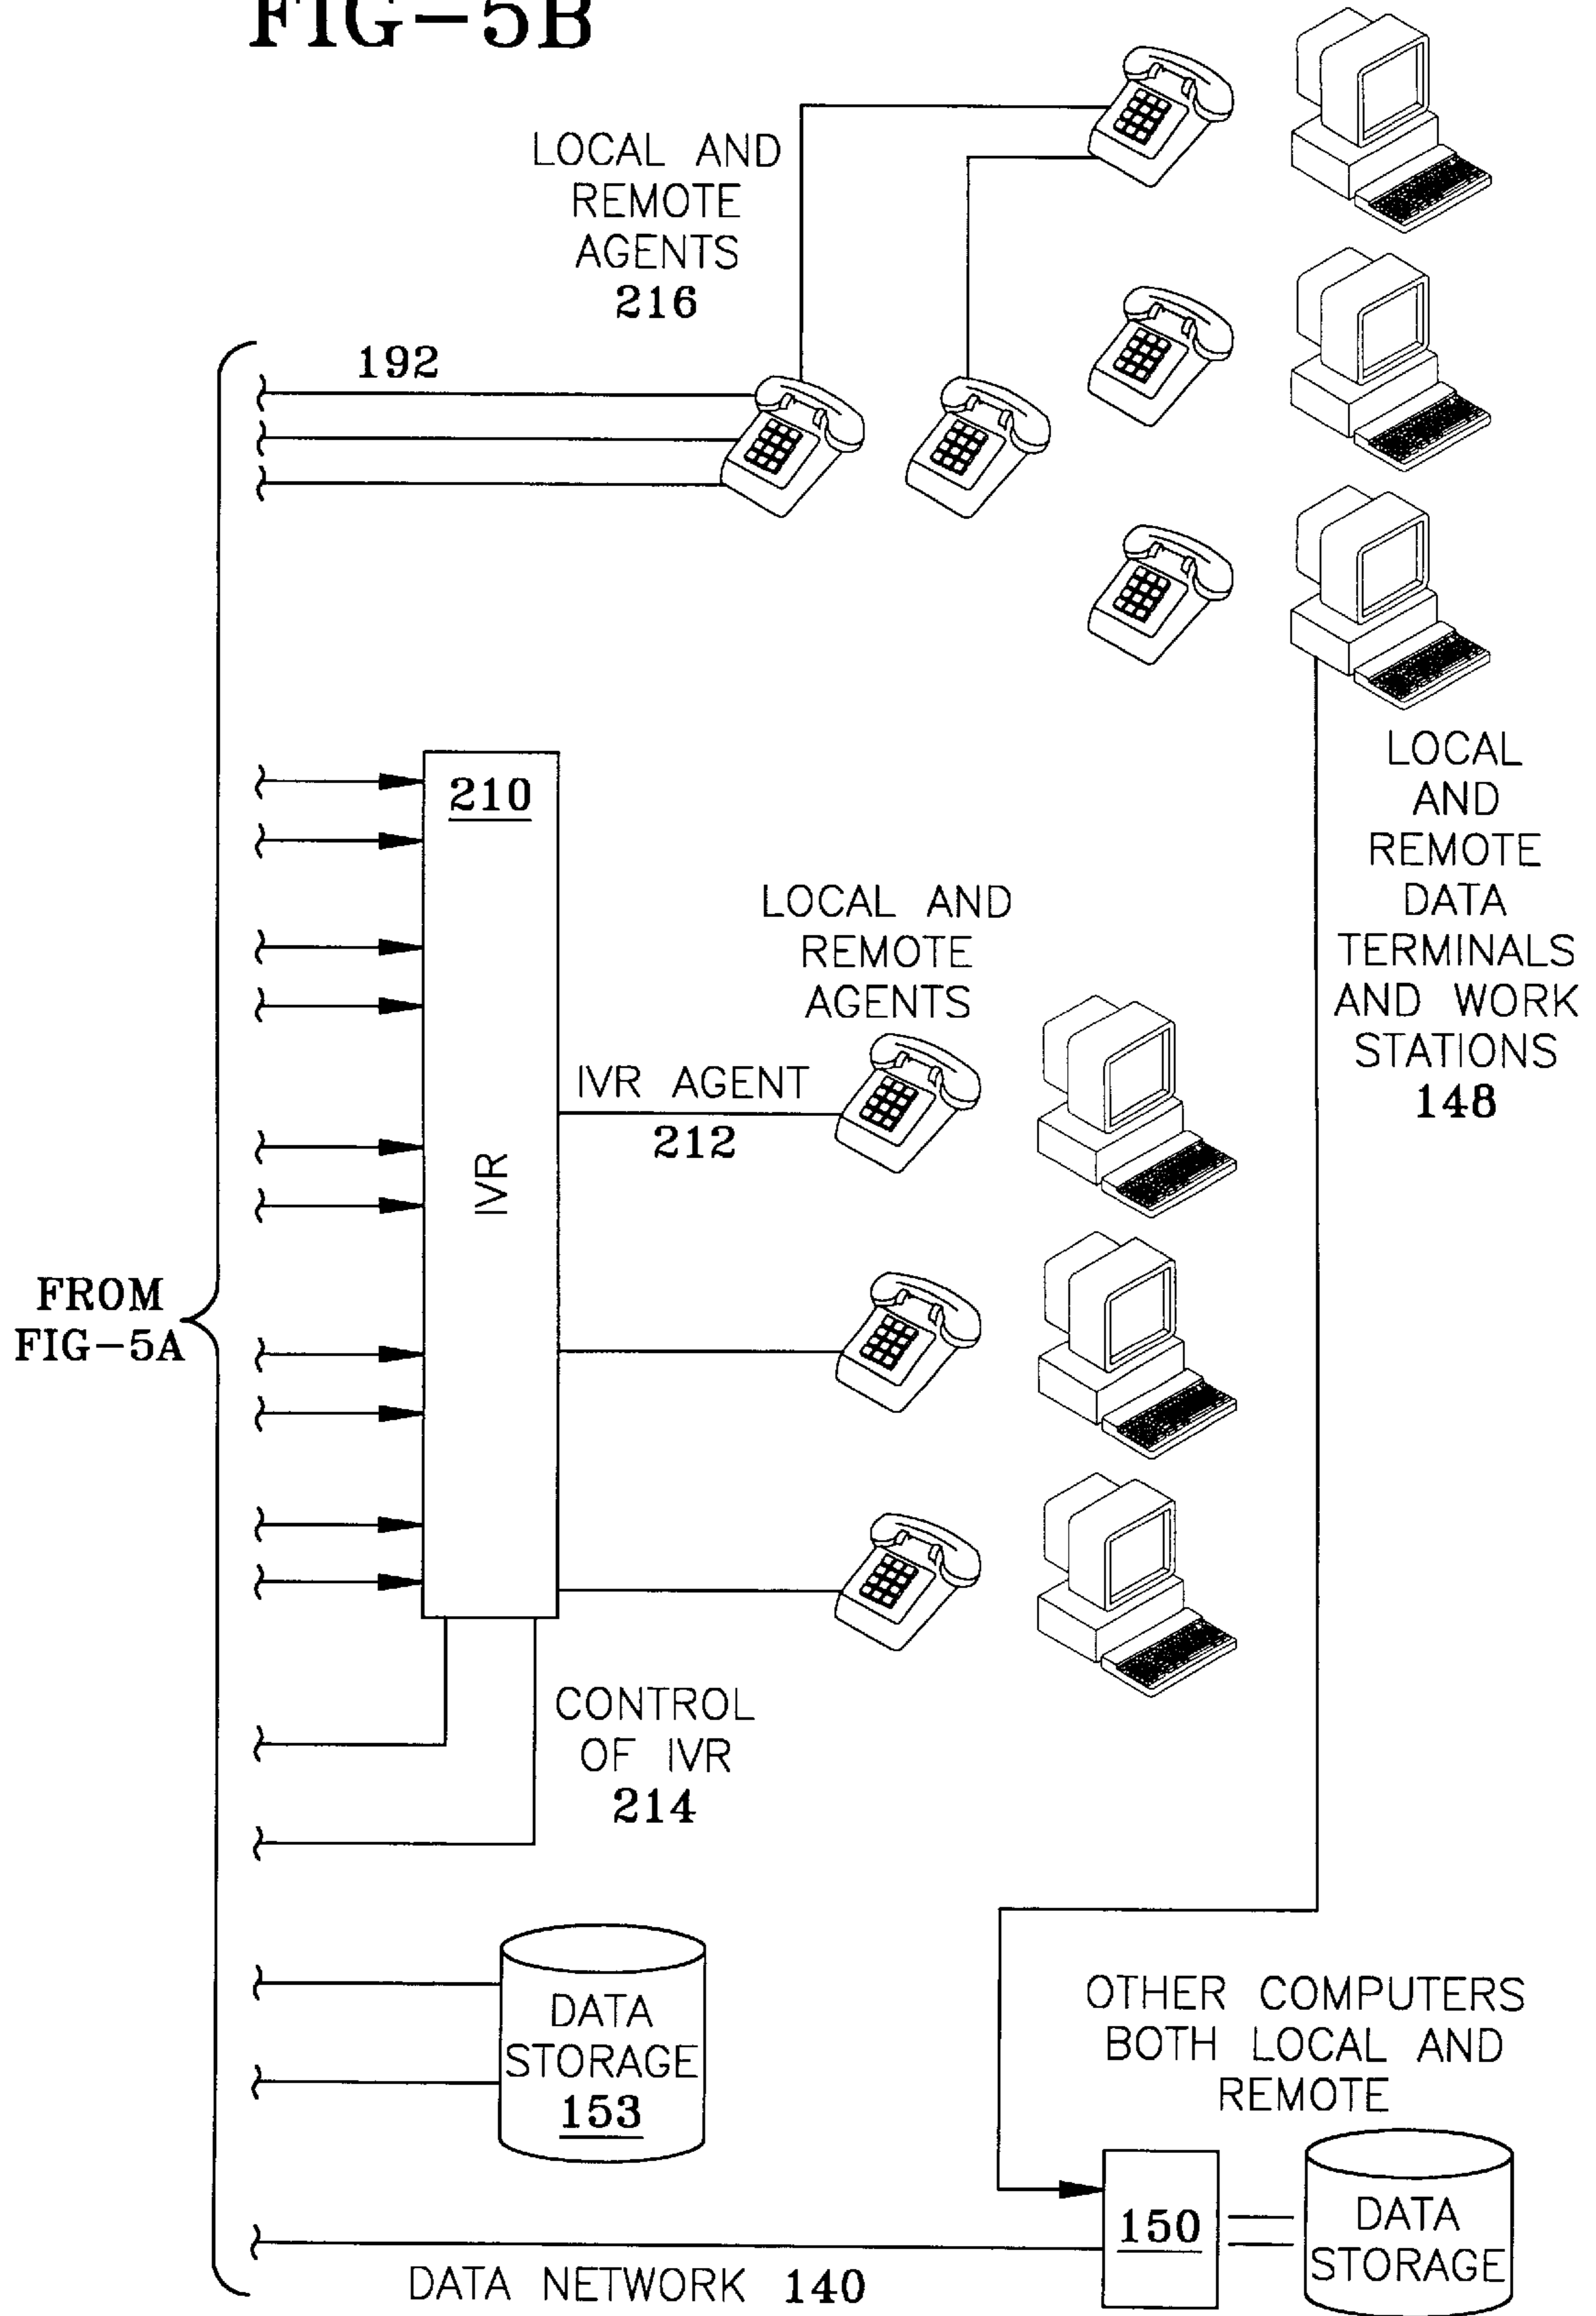 FIG-5B
LOCAL AND
REMOTE
AGENTS
216
192
210
IVR
LOCAL AND
REMOTE
AGENTS
IVR AGENT
212
LOCAL
AND
REMOTE
DATA
TERMINALS
AND WORK
STATIONS
148
FROM
FIG-5A
CONTROL
OF IVR
214
DATA
STORAGE
153
OTHER COMPUTERS
BOTH LOCAL AND
REMOTE
150
DATA
STORAGE
DATA NETWORK 140